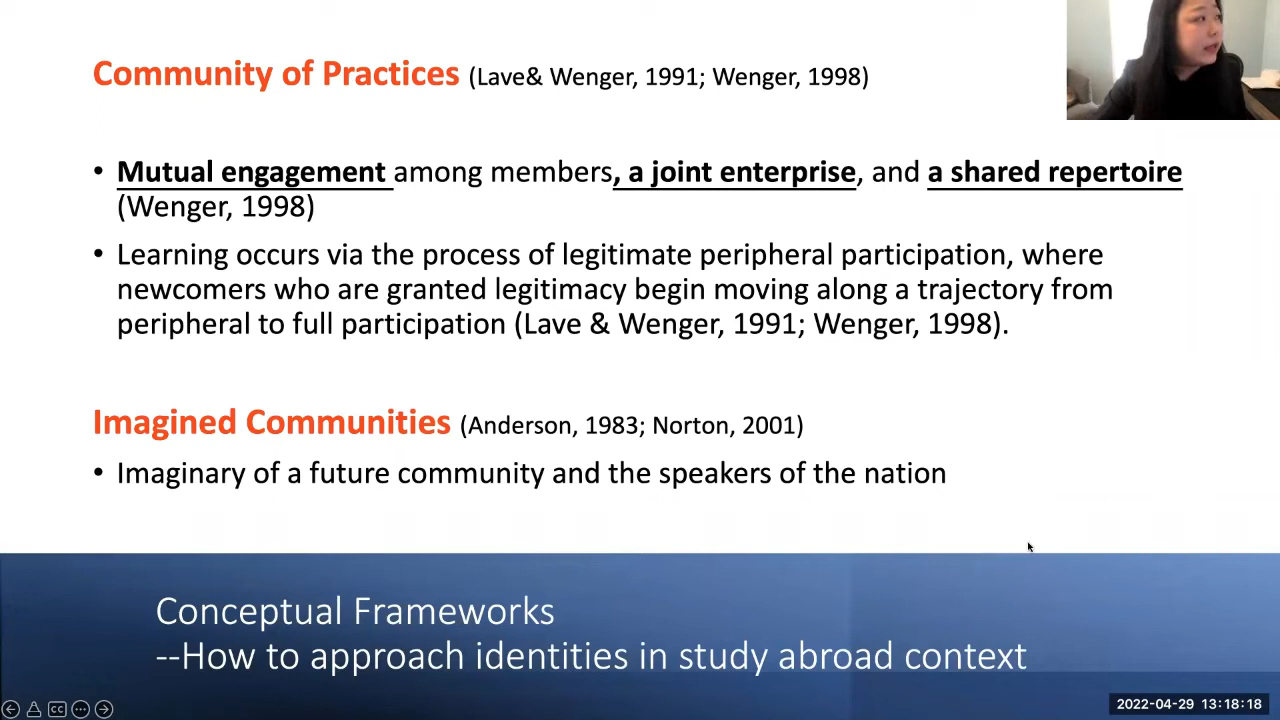 Community of Practices (Lave& Wenger, 1991; Wenger, 1998)
• Mutual engagement among members, a joint enterprise, and a shared repertoire
(Wenger, 1998)
• Learning occurs via the process of legitimate peripheral participation, where
newcomers who are granted legitimacy begin moving along a trajectory from
peripheral to full participation (Lave & Wenger, 1991; Wenger, 1998).
Imagined Communities (Anderson, 1983; Norton, 2001)
• Imaginary of a future community and the speakers of the nation
Conceptual Frameworks
--How to approach identities in study abroad context
CC
2022-04-29 13:18:18